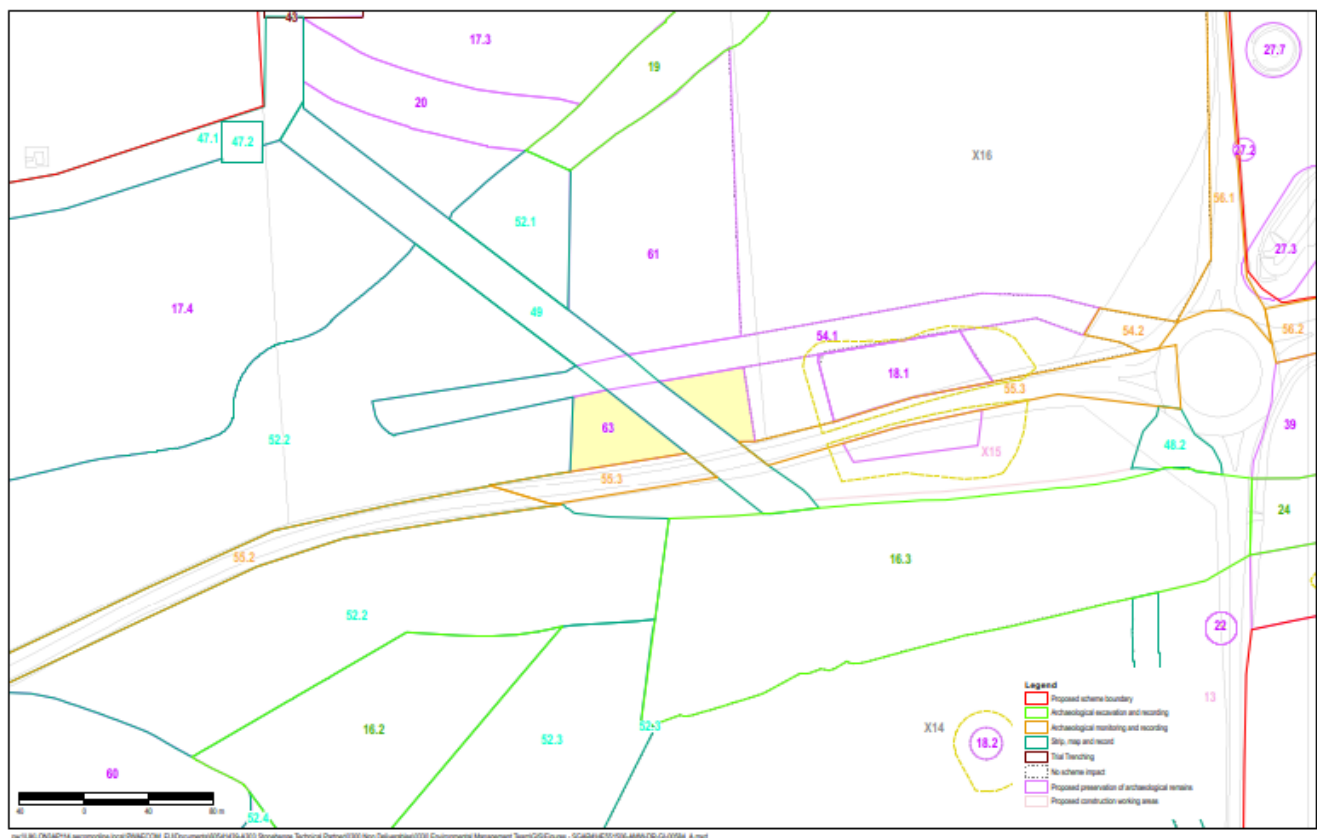 43
17.3
27.7
19
20
47.1
47.2
27.2
X16
56.1
52.1
27.3
61
17.4
49
54.1
54.2
56.2
18.1
55.3
63
52.2
39
X15
48.2
55.3
24
55.2
16.3
52.2
22
Legend
Proposed scheme boundary
13
Archaeological excavation and recording
Archaeological monitoring and recording
52.3
X14
16.2
52.3
18.2
Strip, map and record
Trial Trenching
No scheme impact
60
Proposed preservation of archaeological remains
Proposed construction working areas
40 0 40 80 m
52.4